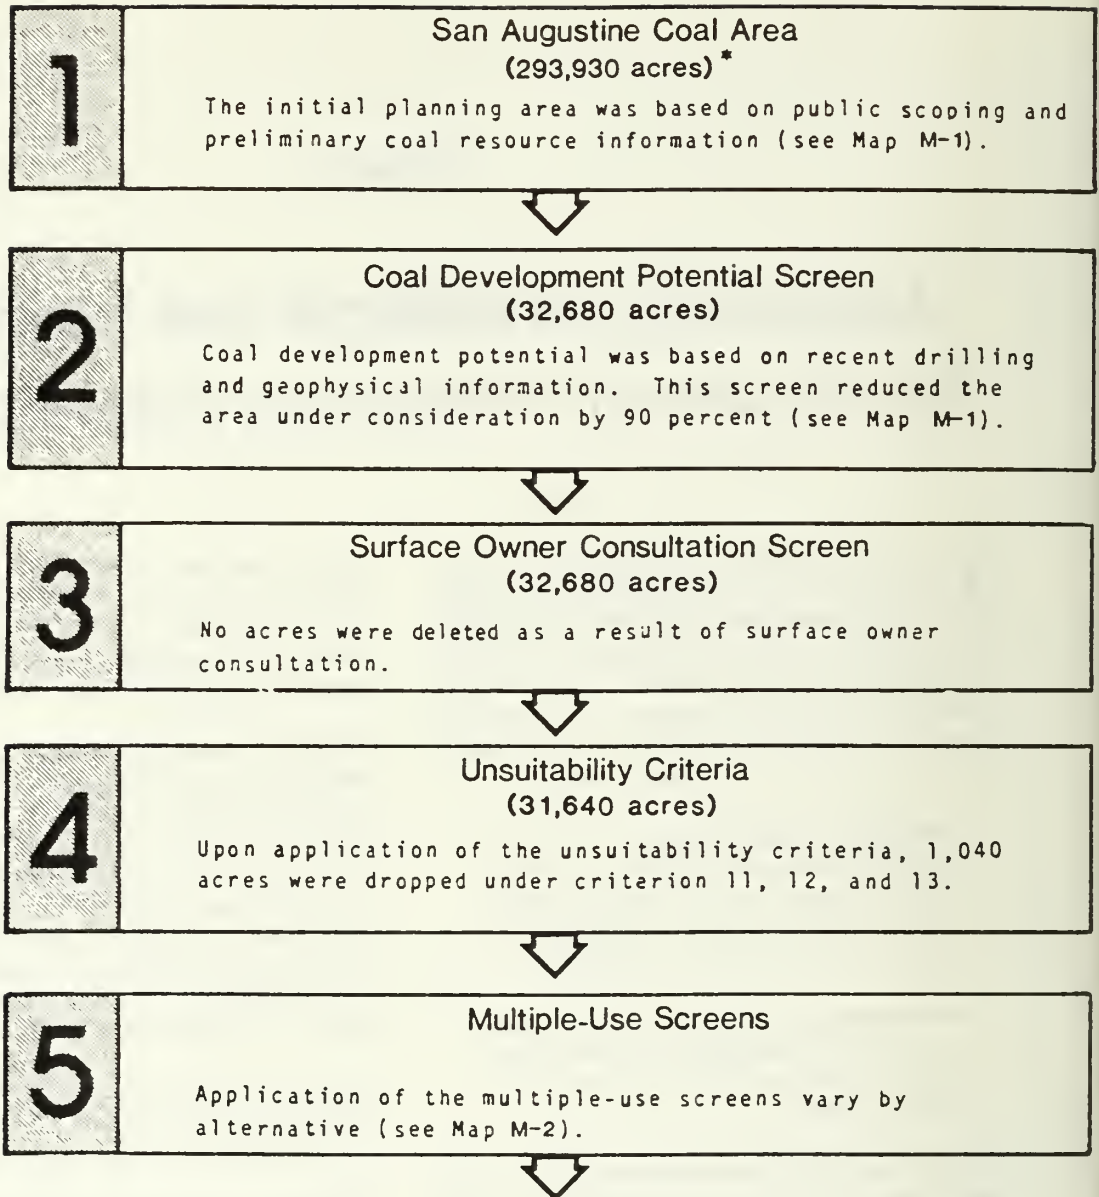 1
San Augustine Coal Area
(293,930 acres)*
The initial planning area was based on public scoping and
preliminary coal resource information (see Map M-1).
2
Coal Development Potential Screen
(32,680 acres)
Coal development potential was based on recent drilling
and geophysical information. This screen reduced the
area under consideration by 90 percent (see Map M-1).
3
Surface Owner Consultation Screen
(32,680 acres)
No acres were deleted as a result of surface owner
consultation.
4
Unsuitability Criteria
(31,640 acres)
Upon application of the unsuitability criteria, 1,040
acres were dropped under criterion 11, 12, and 13.
5
Multiple-Use Screens
Application of the multiple-use screens vary by
alternative (see Map M-2).